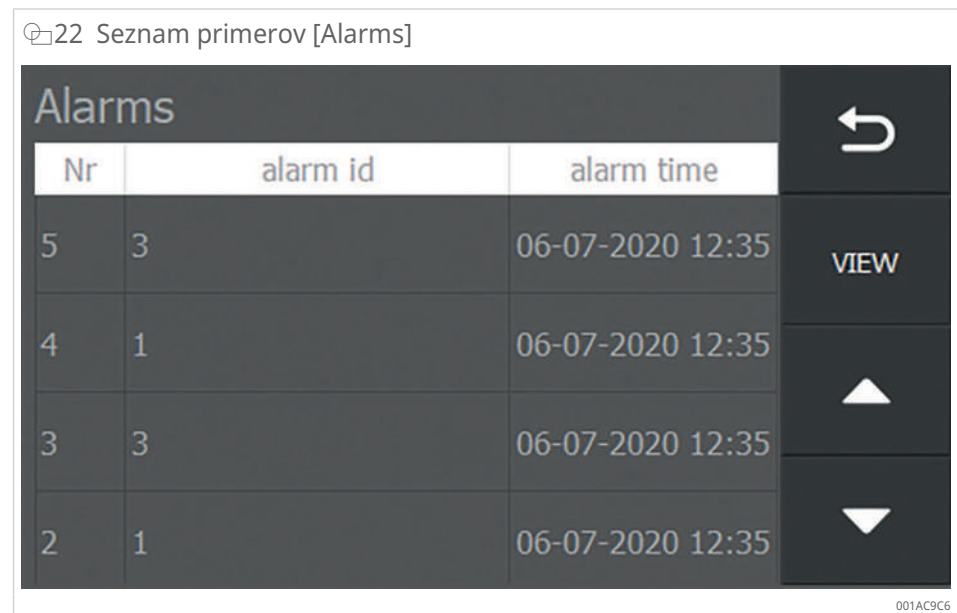 22 Seznam primerov [Alarms]
Alarms
Nr alarm id alarm time
5 3 06-07-2020 12:35
VIEW
4 1 06-07-2020 12:35
3 3 06-07-2020 12:35
2 1 06-07-2020 12:35
001AC9C6